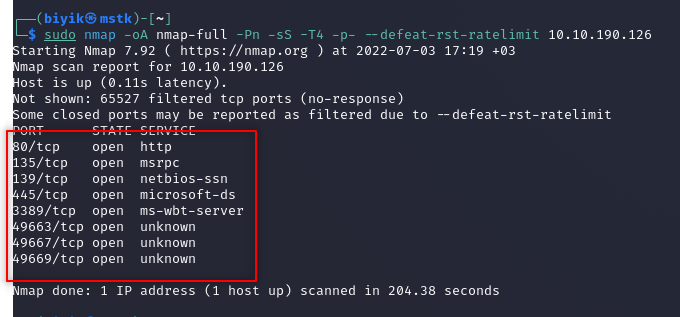 ┌──(biyik㉿mstk)-[~]
└─$ sudo nmap -oA nmap-full -Pn -sS -T4 -p- --defeat-rst-ratelimit 10.10.190.126
Starting Nmap 7.92 ( https://nmap.org ) at 2022-07-03 17:19 +03
Nmap scan report for 10.10.190.126
Host is up (0.11s latency).
Not shown: 65527 filtered tcp ports (no-response)
Some closed ports may be reported as filtered due to --defeat-rst-ratelimit
PORT      STATE SERVICE
80/tcp    open  http
135/tcp   open  msrpc
139/tcp   open  netbios-ssn
445/tcp   open  microsoft-ds
3389/tcp  open  ms-wbt-server
49663/tcp open  unknown
49667/tcp open  unknown
49669/tcp open  unknown
Nmap done: 1 IP address (1 host up) scanned in 204.38 seconds